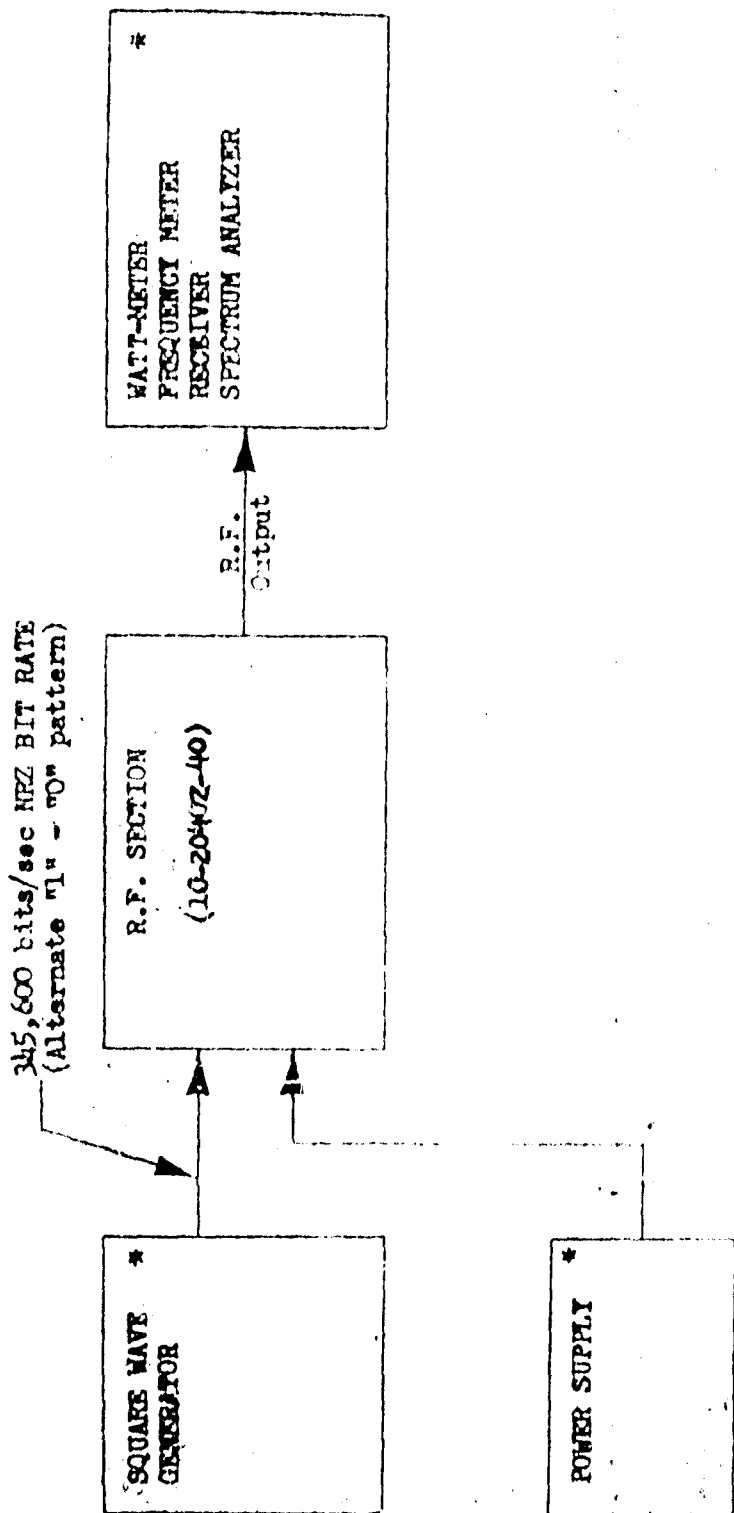 345,600 bits/sec NRZ BIT RATE
(Alternate "1" - "0" pattern)
SQUARE WAVE *
GENERATOR
R.F. SECTION
(10-20402-40)
R.F.
Output
WATT-METER *
FREQUENCY METER
RECEIVER
SPECTRUM ANALYZER
POWER SUPPLY *